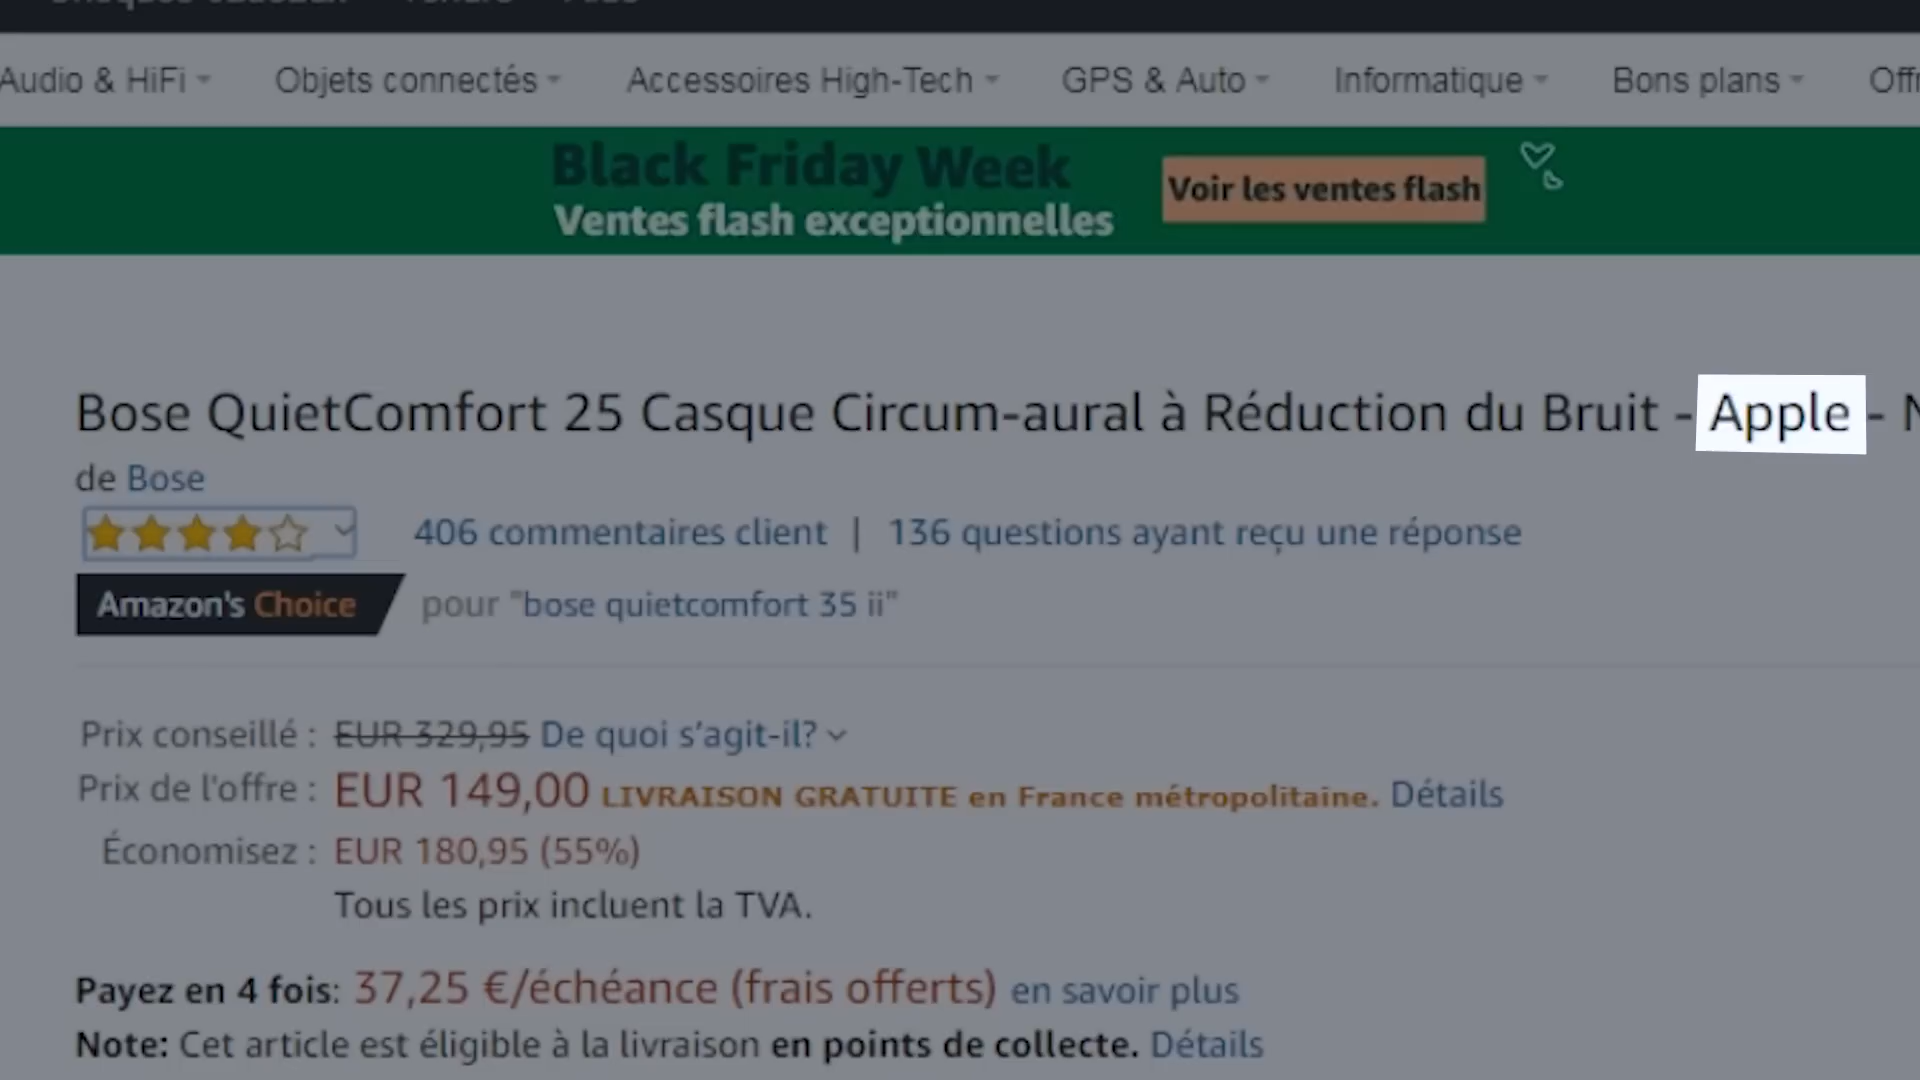 Audio & HiFi Objets connectés Accessoires High-Tech GPS & Auto Informatique Bons plans
Black Friday Week
Ventes flash exceptionnelles
Voir les ventes flash
Bose QuietComfort 25 Casque Circum-aural à Réduction du Bruit - Apple - N
de Bose
406 commentaires client | 136 questions ayant reçu une réponse
Amazon's Choice pour "bose quietcomfort 35 ii"
Prix conseillé : EUR 329,95 De quoi s'agit-il?
Prix de l'offre : EUR 149,00 LIVRAISON GRATUITE en France métropolitaine. Détails
Économisez : EUR 180,95 (55%)
Tous les prix incluent la TVA.
Payez en 4 fois: 37,25 €/échéance (frais offerts) en savoir plus
Note: Cet article est éligible à la livraison en points de collecte. Détails